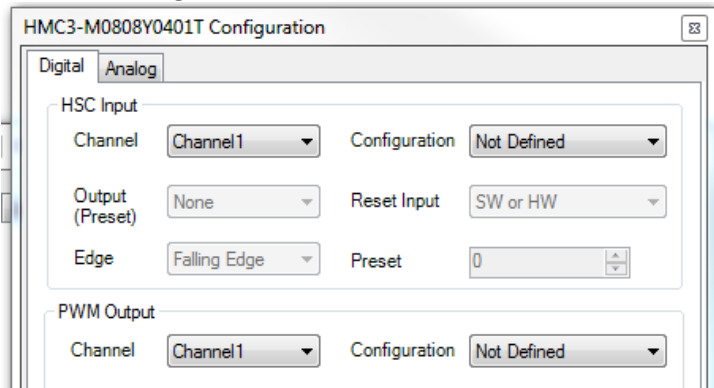 HMC3-M0808Y0401T Configuration
Digital Analog
HSC Input
Channel Channel1 Configuration Not Defined
Output (Preset) None Reset Input SW or HW
Edge Falling Edge Preset 0
PWM Output
Channel Channel1 Configuration Not Defined